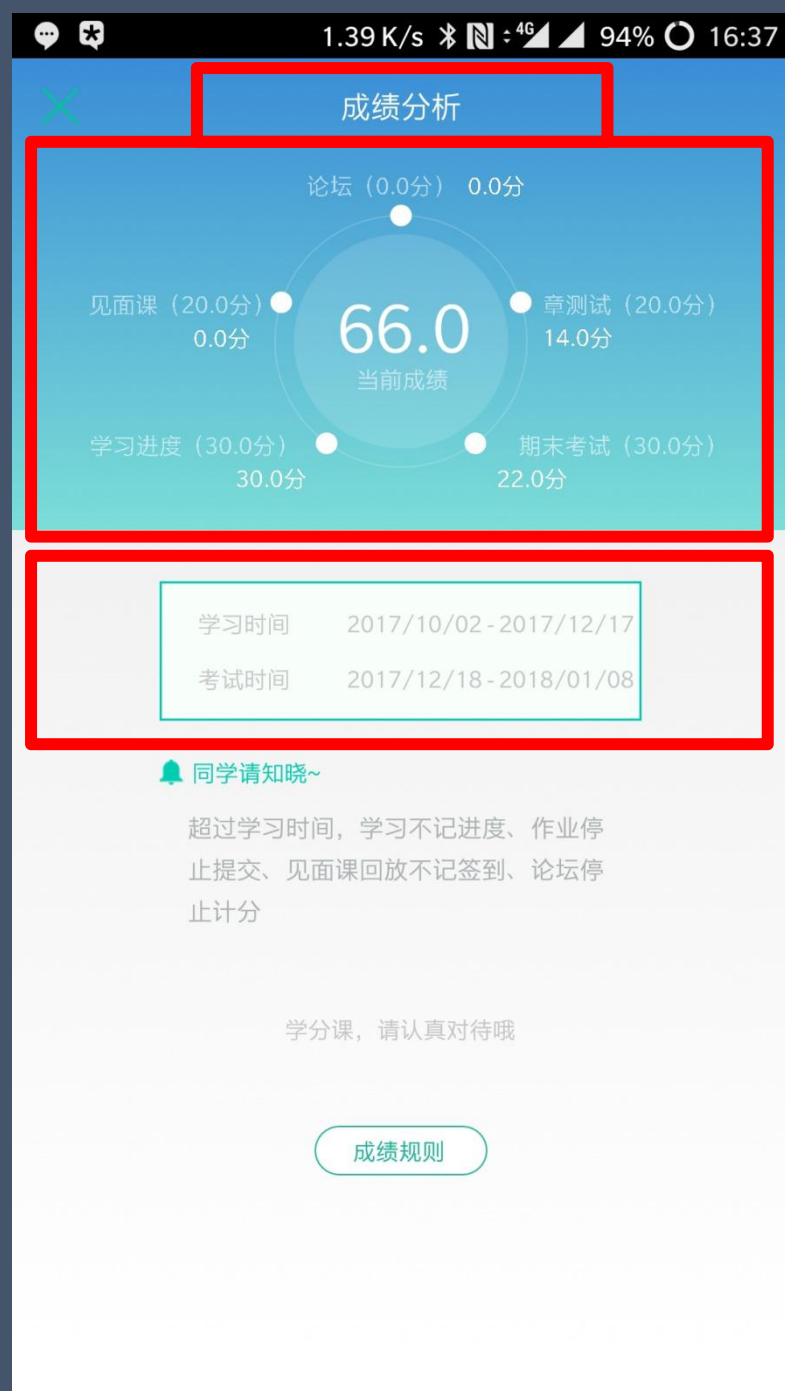 1.39 K/s 4G 94% 16:37
成绩分析
论坛（0.0分） 0.0分
见面课（20.0分） 章测试（20.0分）
0.0分 66.0 14.0分
当前成绩
学习进度（30.0分） 期末考试（30.0分）
30.0分 22.0分
学习时间 2017/10/02-2017/12/17
考试时间 2017/12/18-2018/01/08
同学请知晓~
超过学习时间，学习不记进度、作业停
止提交、见面课回放不记签到、论坛停
止计分
学分课，请认真对待哦
成绩规则